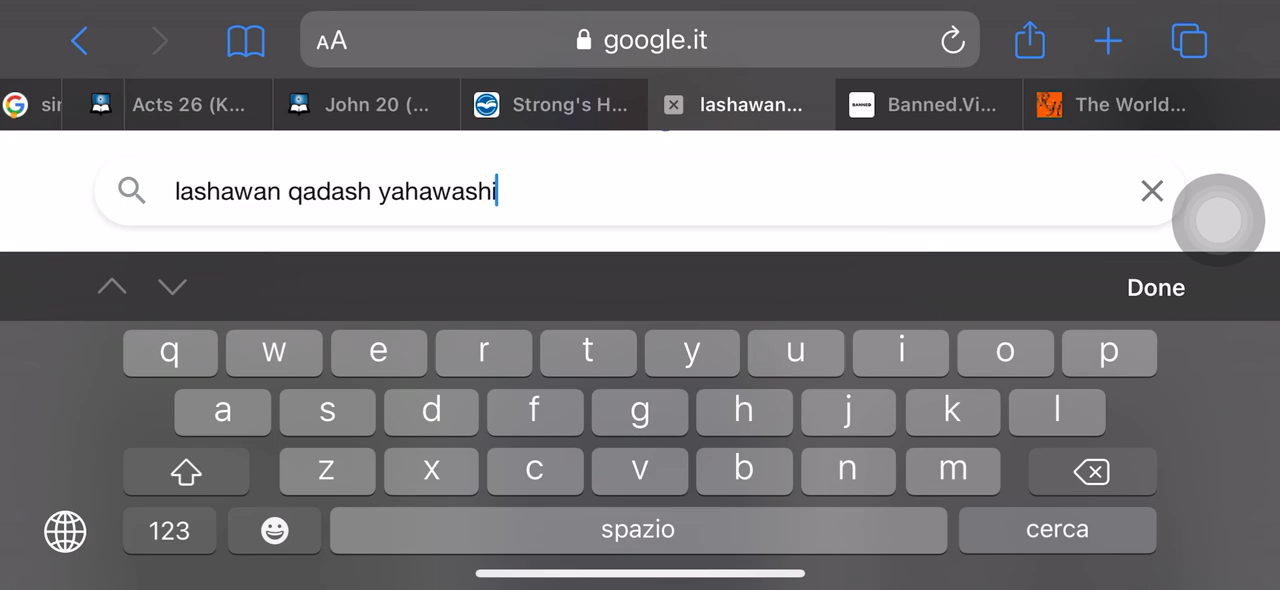 AA google.it
sir Acts 26 (K... John 20 (... Strong's H... lashawan... BANNED Banned.Vi... The World...
lashawan qadash yahawashi
Done
q w e r t y u i o p
a s d f g h j k l
z x c v b n m
123 spazio cerca